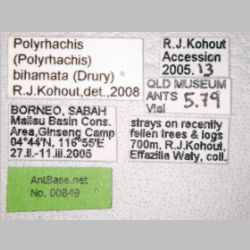 Polyrhachis
(Polyrhachis)
bihamata (Drury)
R.J.Kohout,det.,2008
R.J.Kohout
Accession
2005.13
QLD MUSEUM
ANTS 5.79
Vial
BORNEO, SABAH
Maliau Basin Cons.
Area,Ginseng Camp
04°44'N, 116°55'E
27.ii.-11.iii.2005
strays on recently
fallen trees & logs
700m, R.J.Kohout,
Effazilla Waty, coll.
AntBase.net
No. 00849